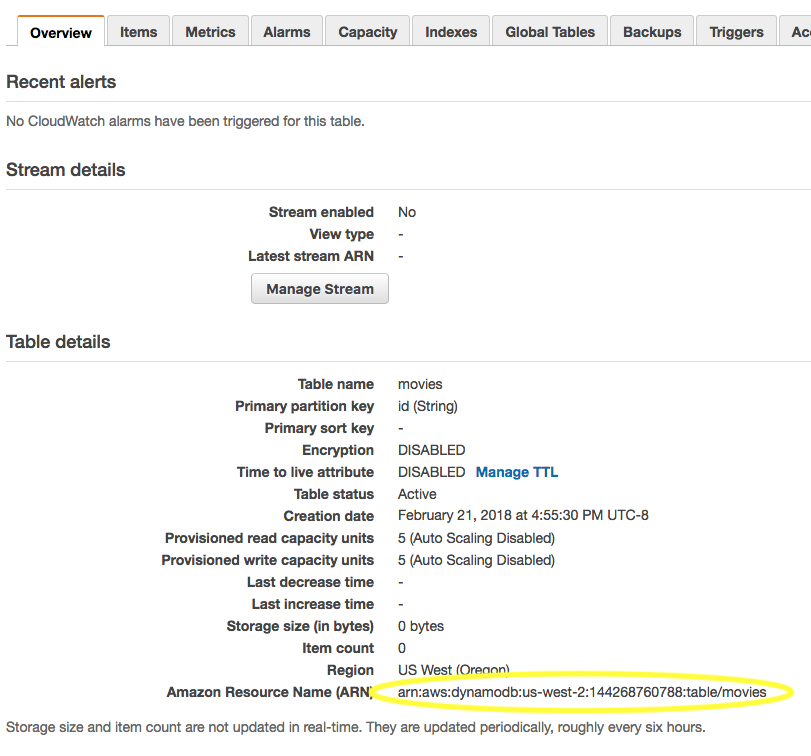 Overview Items Metrics Alarms Capacity Indexes Global Tables Backups Triggers
Recent alerts
No CloudWatch alarms have been triggered for this table.
Stream details
Stream enabled No
View type -
Latest stream ARN -
Manage Stream
Table details
Table name movies
Primary partition key id (String)
Primary sort key -
Encryption DISABLED
Time to live attribute DISABLED Manage TTL
Table status Active
Creation date February 21, 2018 at 4:55:30 PM UTC-8
Provisioned read capacity units 5 (Auto Scaling Disabled)
Provisioned write capacity units 5 (Auto Scaling Disabled)
Last decrease time -
Last increase time -
Storage size (in bytes) 0 bytes
Item count 0
Region US West (Oregon)
Amazon Resource Name (ARN) arn:aws:dynamodb:us-west-2:144268760788:table/movies
Storage size and item count are not updated in real-time. They are updated periodically, roughly every six hours.